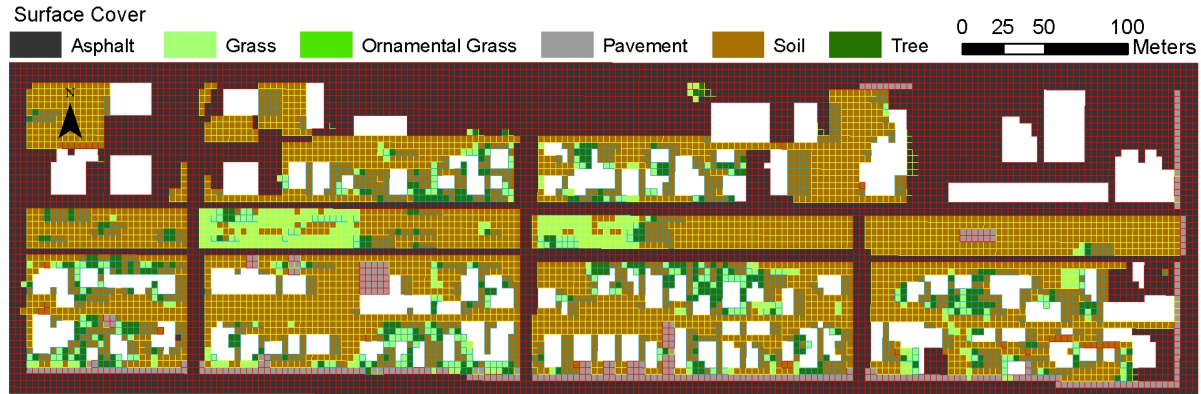 Surface Cover
0 25 50 100
Asphalt Grass Ornamental Grass Pavement Soil Tree Meters
N